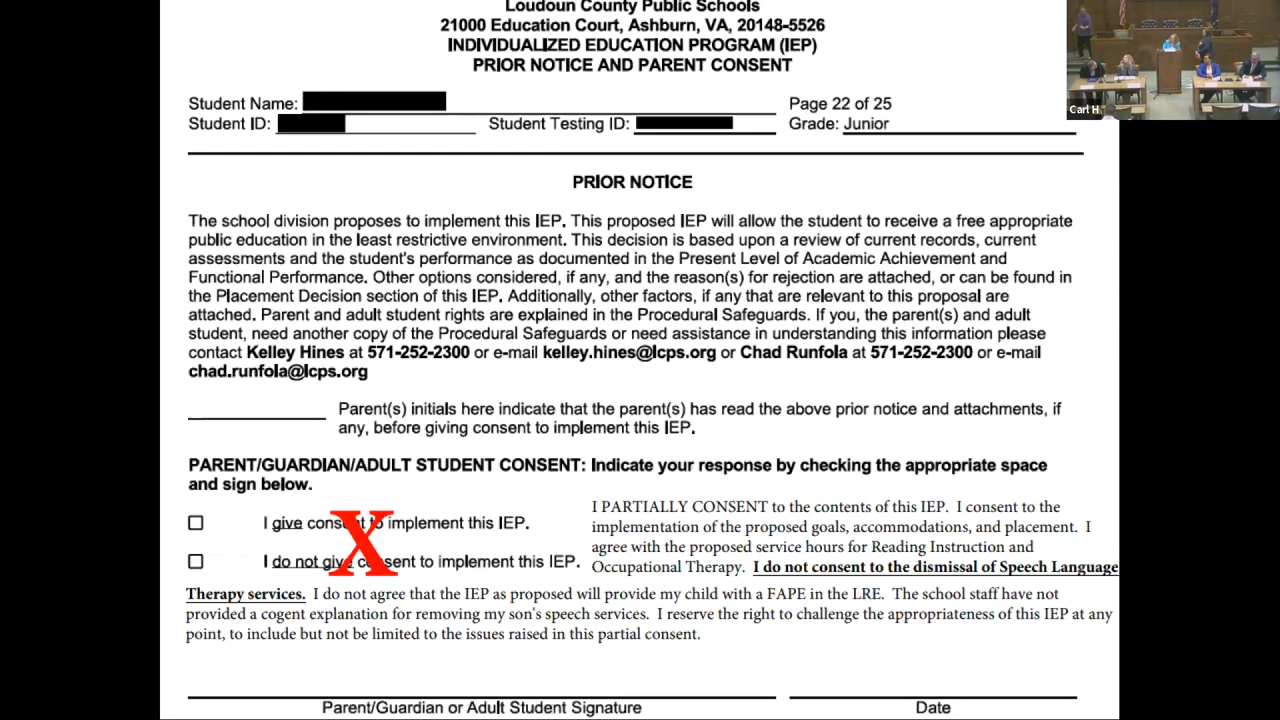 Loudoun County Public Schools
21000 Education Court, Ashburn, VA, 20148-5526
INDIVIDUALIZED EDUCATION PROGRAM (IEP)
PRIOR NOTICE AND PARENT CONSENT
Student Name:
Page 22 of 25
Student ID: Student Testing ID: Grade: Junior
Carl H.
PRIOR NOTICE
The school division proposes to implement this IEP. This proposed IEP will allow the student to receive a free appropriate
public education in the least restrictive environment. This decision is based upon a review of current records, current
assessments and the student's performance as documented in the Present Level of Academic Achievement and
Functional Performance. Other options considered, if any, and the reason(s) for rejection are attached, or can be found in
the Placement Decision section of this IEP. Additionally, other factors, if any that are relevant to this proposal are
attached. Parent and adult student rights are explained in the Procedural Safeguards. If you, the parent(s) and adult
student, need another copy of the Procedural Safeguards or need assistance in understanding this information please
contact Kelley Hines at 571-252-2300 or e-mail kelley.hines@lcps.org or Chad Runfola at 571-252-2300 or e-mail
chad.runfola@lcps.org
Parent(s) initials here indicate that the parent(s) has read the above prior notice and attachments, if
any, before giving consent to implement this IEP.
PARENT/GUARDIAN/ADULT STUDENT CONSENT: Indicate your response by checking the appropriate space
and sign below.
I give consent to implement this IEP.
I do not give consent to implement this IEP.
X
I PARTIALLY CONSENT to the contents of this IEP. I consent to the
implementation of the proposed goals, accommodations, and placement. I
agree with the proposed service hours for Reading Instruction and
Occupational Therapy. I do not consent to the dismissal of Speech Language
Therapy services. I do not agree that the IEP as proposed will provide my child with a FAPE in the LRE. The school staff have not
provided a cogent explanation for removing my son's speech services. I reserve the right to challenge the appropriateness of this IEP at any
point, to include but not be limited to the issues raised in this partial consent.
Parent/Guardian or Adult Student Signature
Date